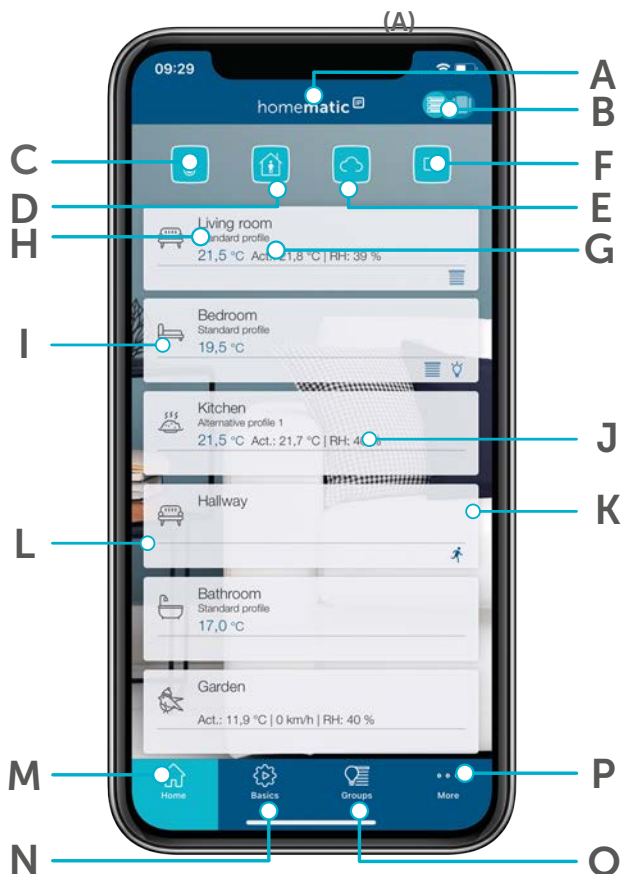 (A)
09:29
A
homematic IP
B
C
F
D
E
H
Living room
Standard profile
G
21,5 °C Act.: 21,8 °C | RH: 39 %
Bedroom
I
Standard profile
19,5 °C
Kitchen
Alternative profile 1
21,5 °C Act.: 21,7 °C | RH: %
J
Hallway
K
L
Bathroom
Standard profile
17,0 °C
Garden
Act.: 11,9 °C | 0 km/h | RH: 40 %
M
P
Home
Basics
Groups
More
N
O